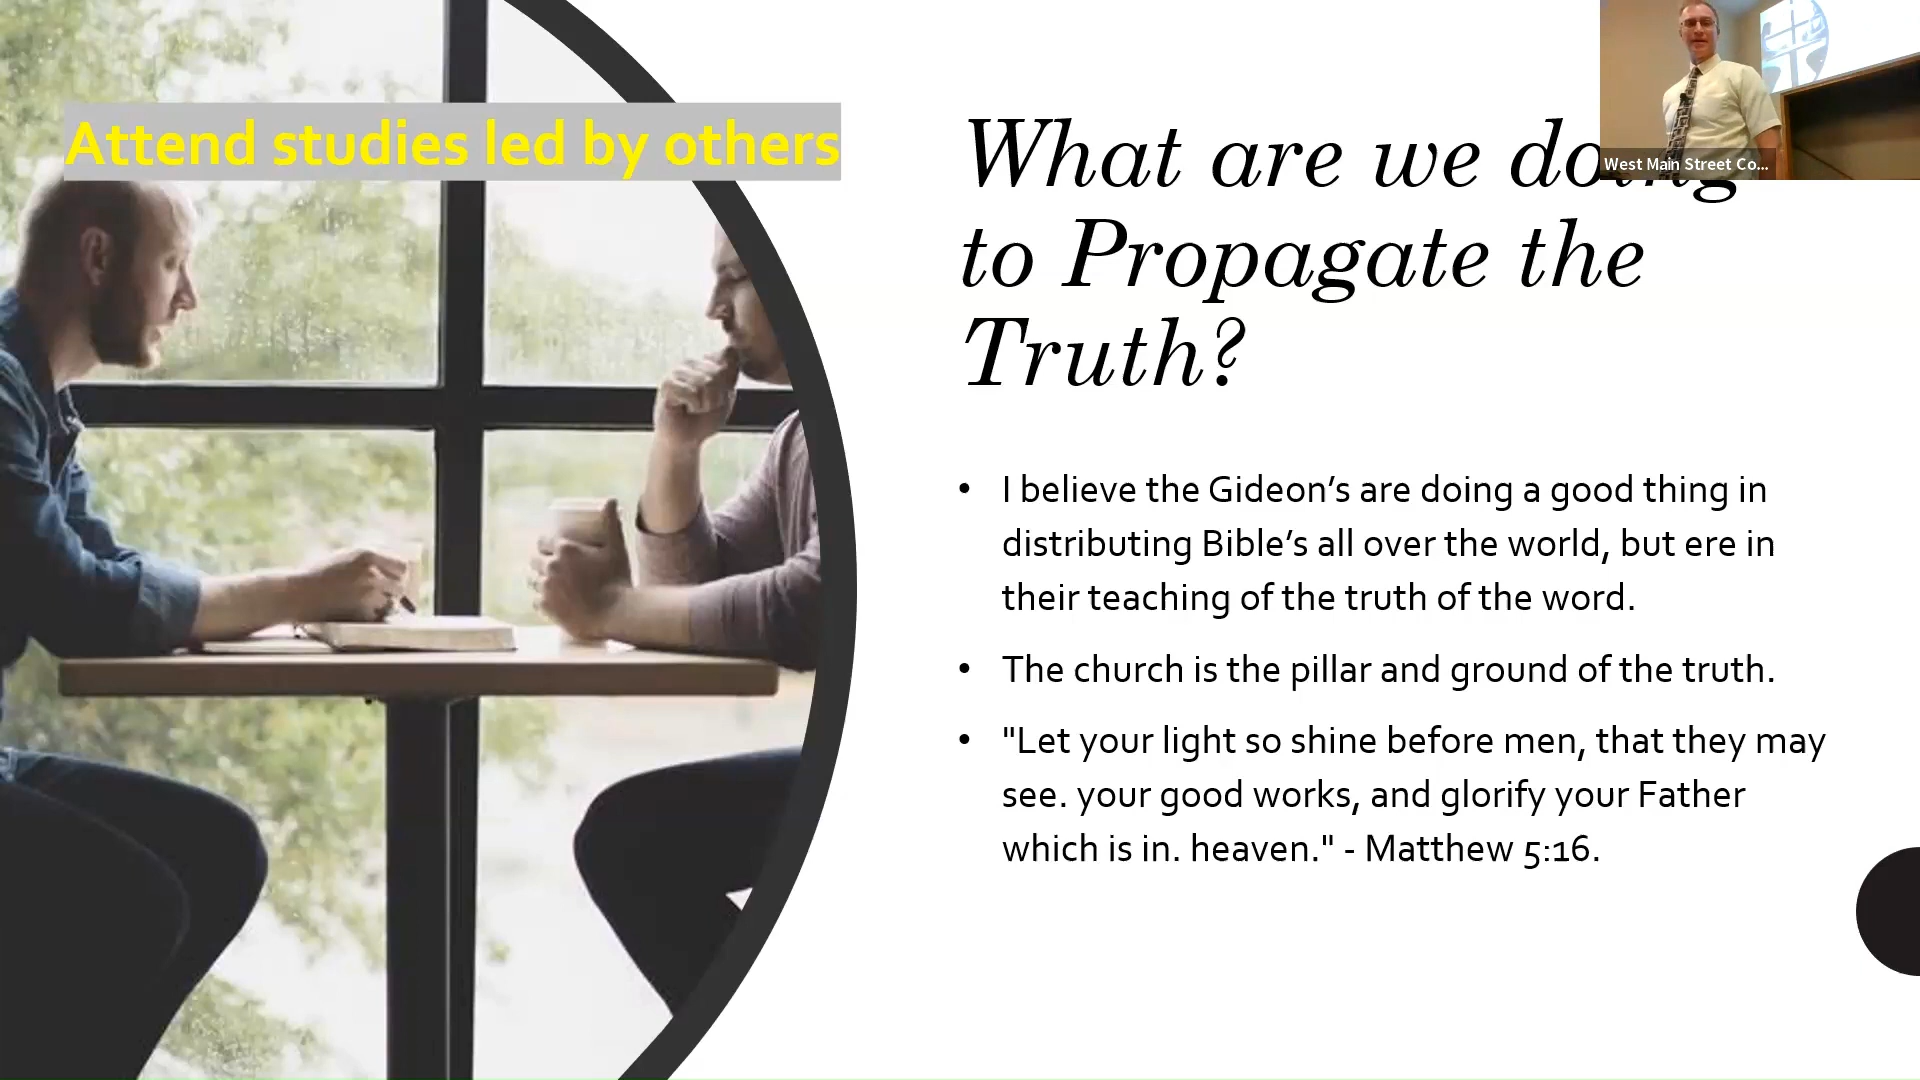 Attend studies led by others
What are we doing
to Propagate the
Truth?
West Main Street Co...
• I believe the Gideon’s are doing a good thing in
distributing Bible’s all over the world, but ere in
their teaching of the truth of the word.
• The church is the pillar and ground of the truth.
• "Let your light so shine before men, that they may
see. your good works, and glorify your Father
which is in. heaven." - Matthew 5:16.